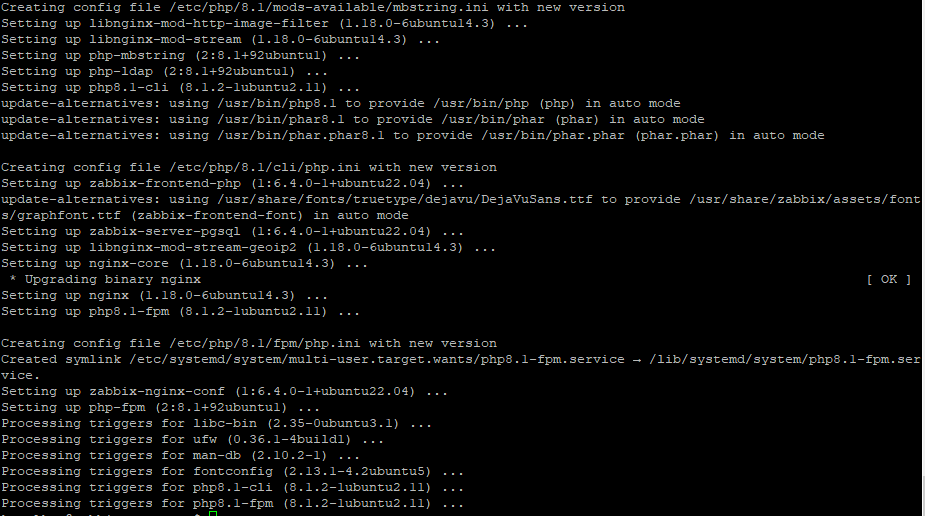 Creating config file /etc/php/8.1/mods-available/mbstring.ini with new version
Setting up libnginx-mod-http-image-filter (1.18.0-6ubuntu14.3) ...
Setting up libnginx-mod-stream (1.18.0-6ubuntu14.3) ...
Setting up php-mbstring (2:8.1+92ubuntu1) ...
Setting up php-ldap (2:8.1+92ubuntu1) ...
Setting up php8.1-cli (8.1.2-1ubuntu2.11) ...
update-alternatives: using /usr/bin/php8.1 to provide /usr/bin/php (php) in auto mode
update-alternatives: using /usr/bin/phar8.1 to provide /usr/bin/phar (phar) in auto mode
update-alternatives: using /usr/bin/phar.phar8.1 to provide /usr/bin/phar.phar (phar.phar) in auto mode
Creating config file /etc/php/8.1/cli/php.ini with new version
Setting up zabbix-frontend-php (1:6.4.0-1+ubuntu22.04) ...
update-alternatives: using /usr/share/fonts/truetype/dejavu/DejaVuSans.ttf to provide /usr/share/zabbix/assets/font
s/graphfont.ttf (zabbix-frontend-font) in auto mode
Setting up zabbix-server-pgsql (1:6.4.0-1+ubuntu22.04) ...
Setting up libnginx-mod-stream-geoip2 (1.18.0-6ubuntu14.3) ...
Setting up nginx-core (1.18.0-6ubuntu14.3) ...
 * Upgrading binary nginx [ OK ]
Setting up nginx (1.18.0-6ubuntu14.3) ...
Setting up php8.1-fpm (8.1.2-1ubuntu2.11) ...
Creating config file /etc/php/8.1/fpm/php.ini with new version
Created symlink /etc/systemd/system/multi-user.target.wants/php8.1-fpm.service → /lib/systemd/system/php8.1-fpm.ser
vice.
Setting up zabbix-nginx-conf (1:6.4.0-1+ubuntu22.04) ...
Setting up php-fpm (2:8.1+92ubuntu1) ...
Processing triggers for libc-bin (2.35-0ubuntu3.1) ...
Processing triggers for ufw (0.36.1-4build1) ...
Processing triggers for man-db (2.10.2-1) ...
Processing triggers for fontconfig (2.13.1-4.2ubuntu5) ...
Processing triggers for php8.1-cli (8.1.2-1ubuntu2.11) ...
Processing triggers for php8.1-fpm (8.1.2-1ubuntu2.11) ...